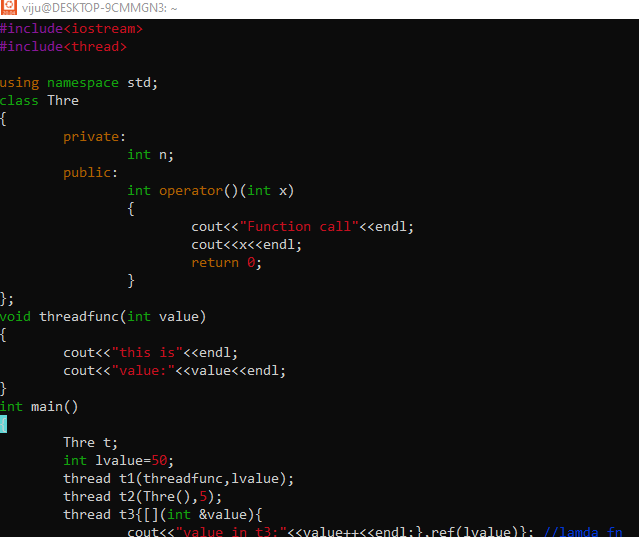 viju@DESKTOP-9CMMGN3: ~
#include<iostream>
#include<thread>
using namespace std;
class Thre
{
private:
int n;
public:
int operator()(int x)
{
cout<<"Function call"<<endl;
cout<<x<<endl;
return 0;
}
};
void threadfunc(int value)
{
cout<<"this is"<<endl;
cout<<"value:"<<value<<endl;
}
int main()
{
Thre t;
int lvalue=50;
thread t1(threadfunc,lvalue);
thread t2(Thre(),5);
thread t3{[](int &value){
cout<<"value in t3:"<<value++<<endl;},ref(lvalue)}; //lamda fn